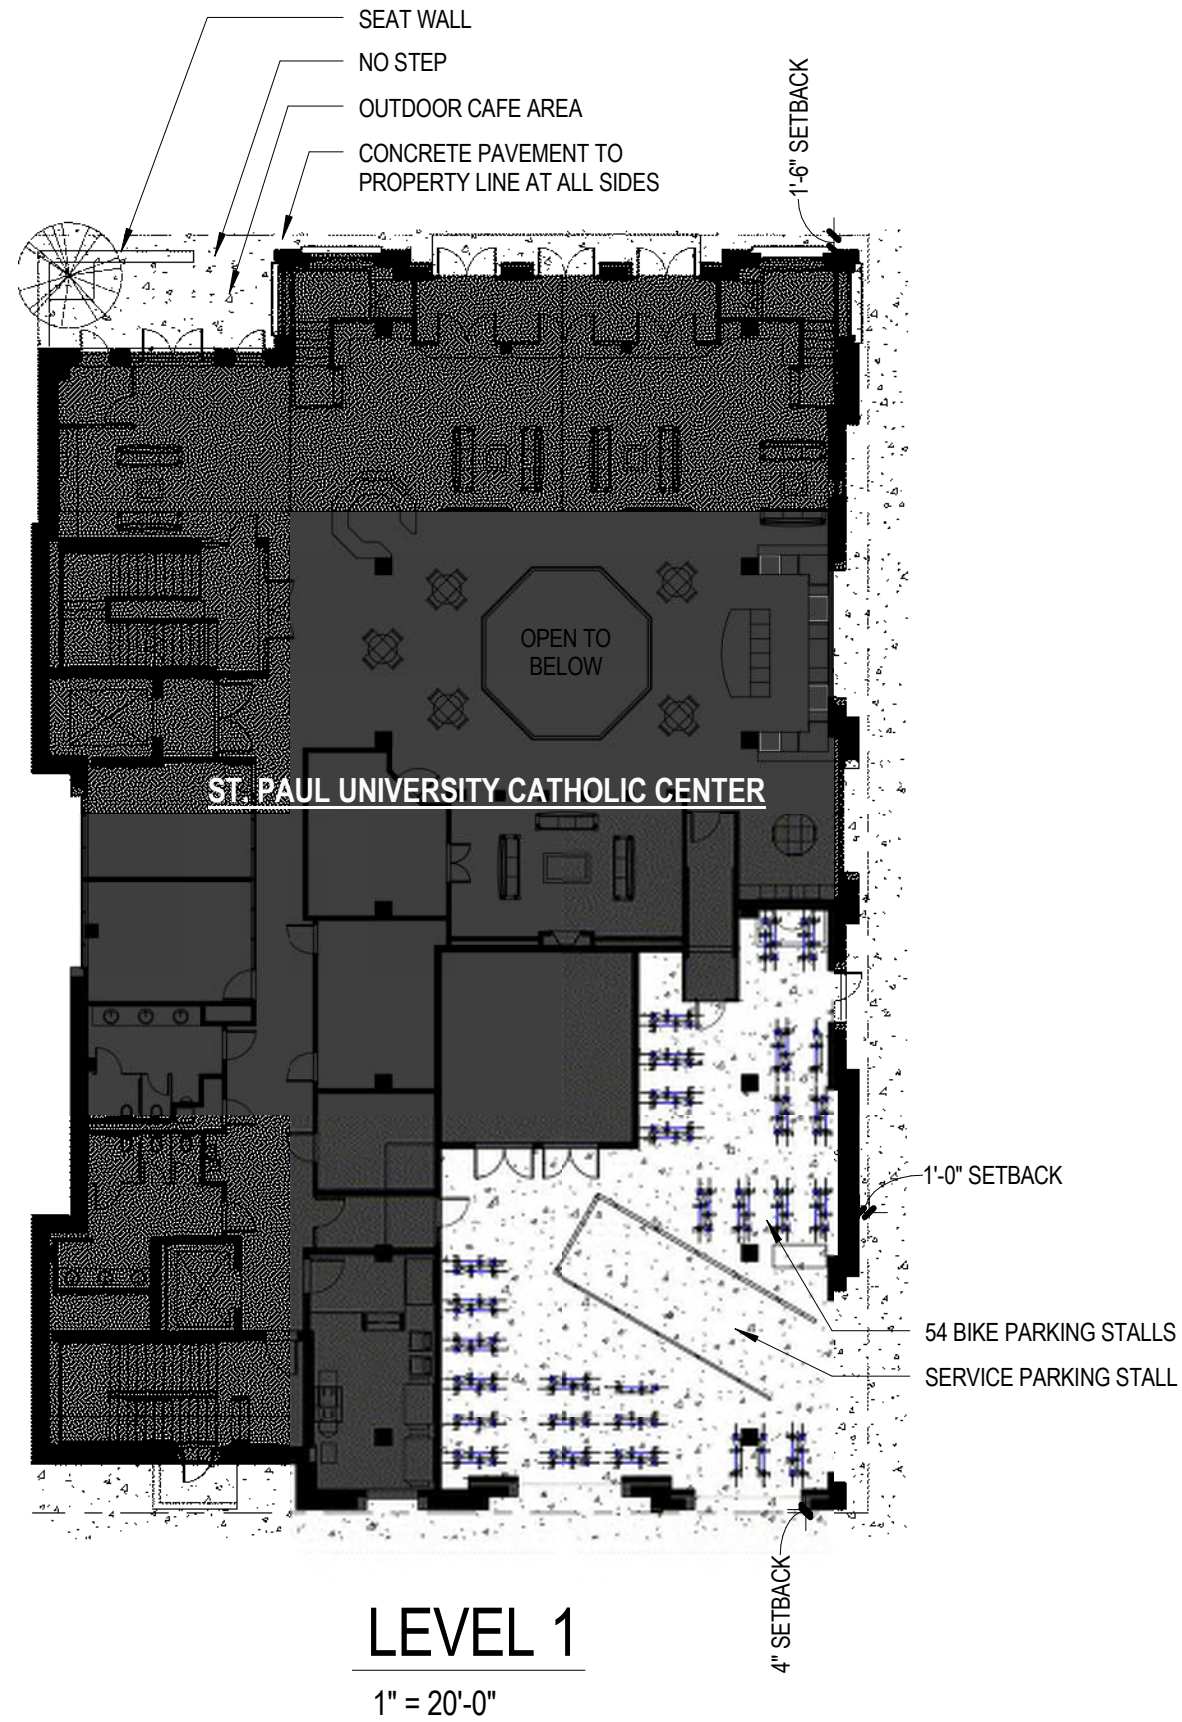 SEAT WALL
NO STEP
OUTDOOR CAFE AREA
CONCRETE PAVEMENT TO
PROPERTY LINE AT ALL SIDES
1'-6" SETBACK
OPEN TO
BELOW
ST. PAUL UNIVERSITY CATHOLIC CENTER
1'-0" SETBACK
54 BIKE PARKING STALLS
SERVICE PARKING STALL
4" SETBACK
LEVEL 1
1" = 20'-0"